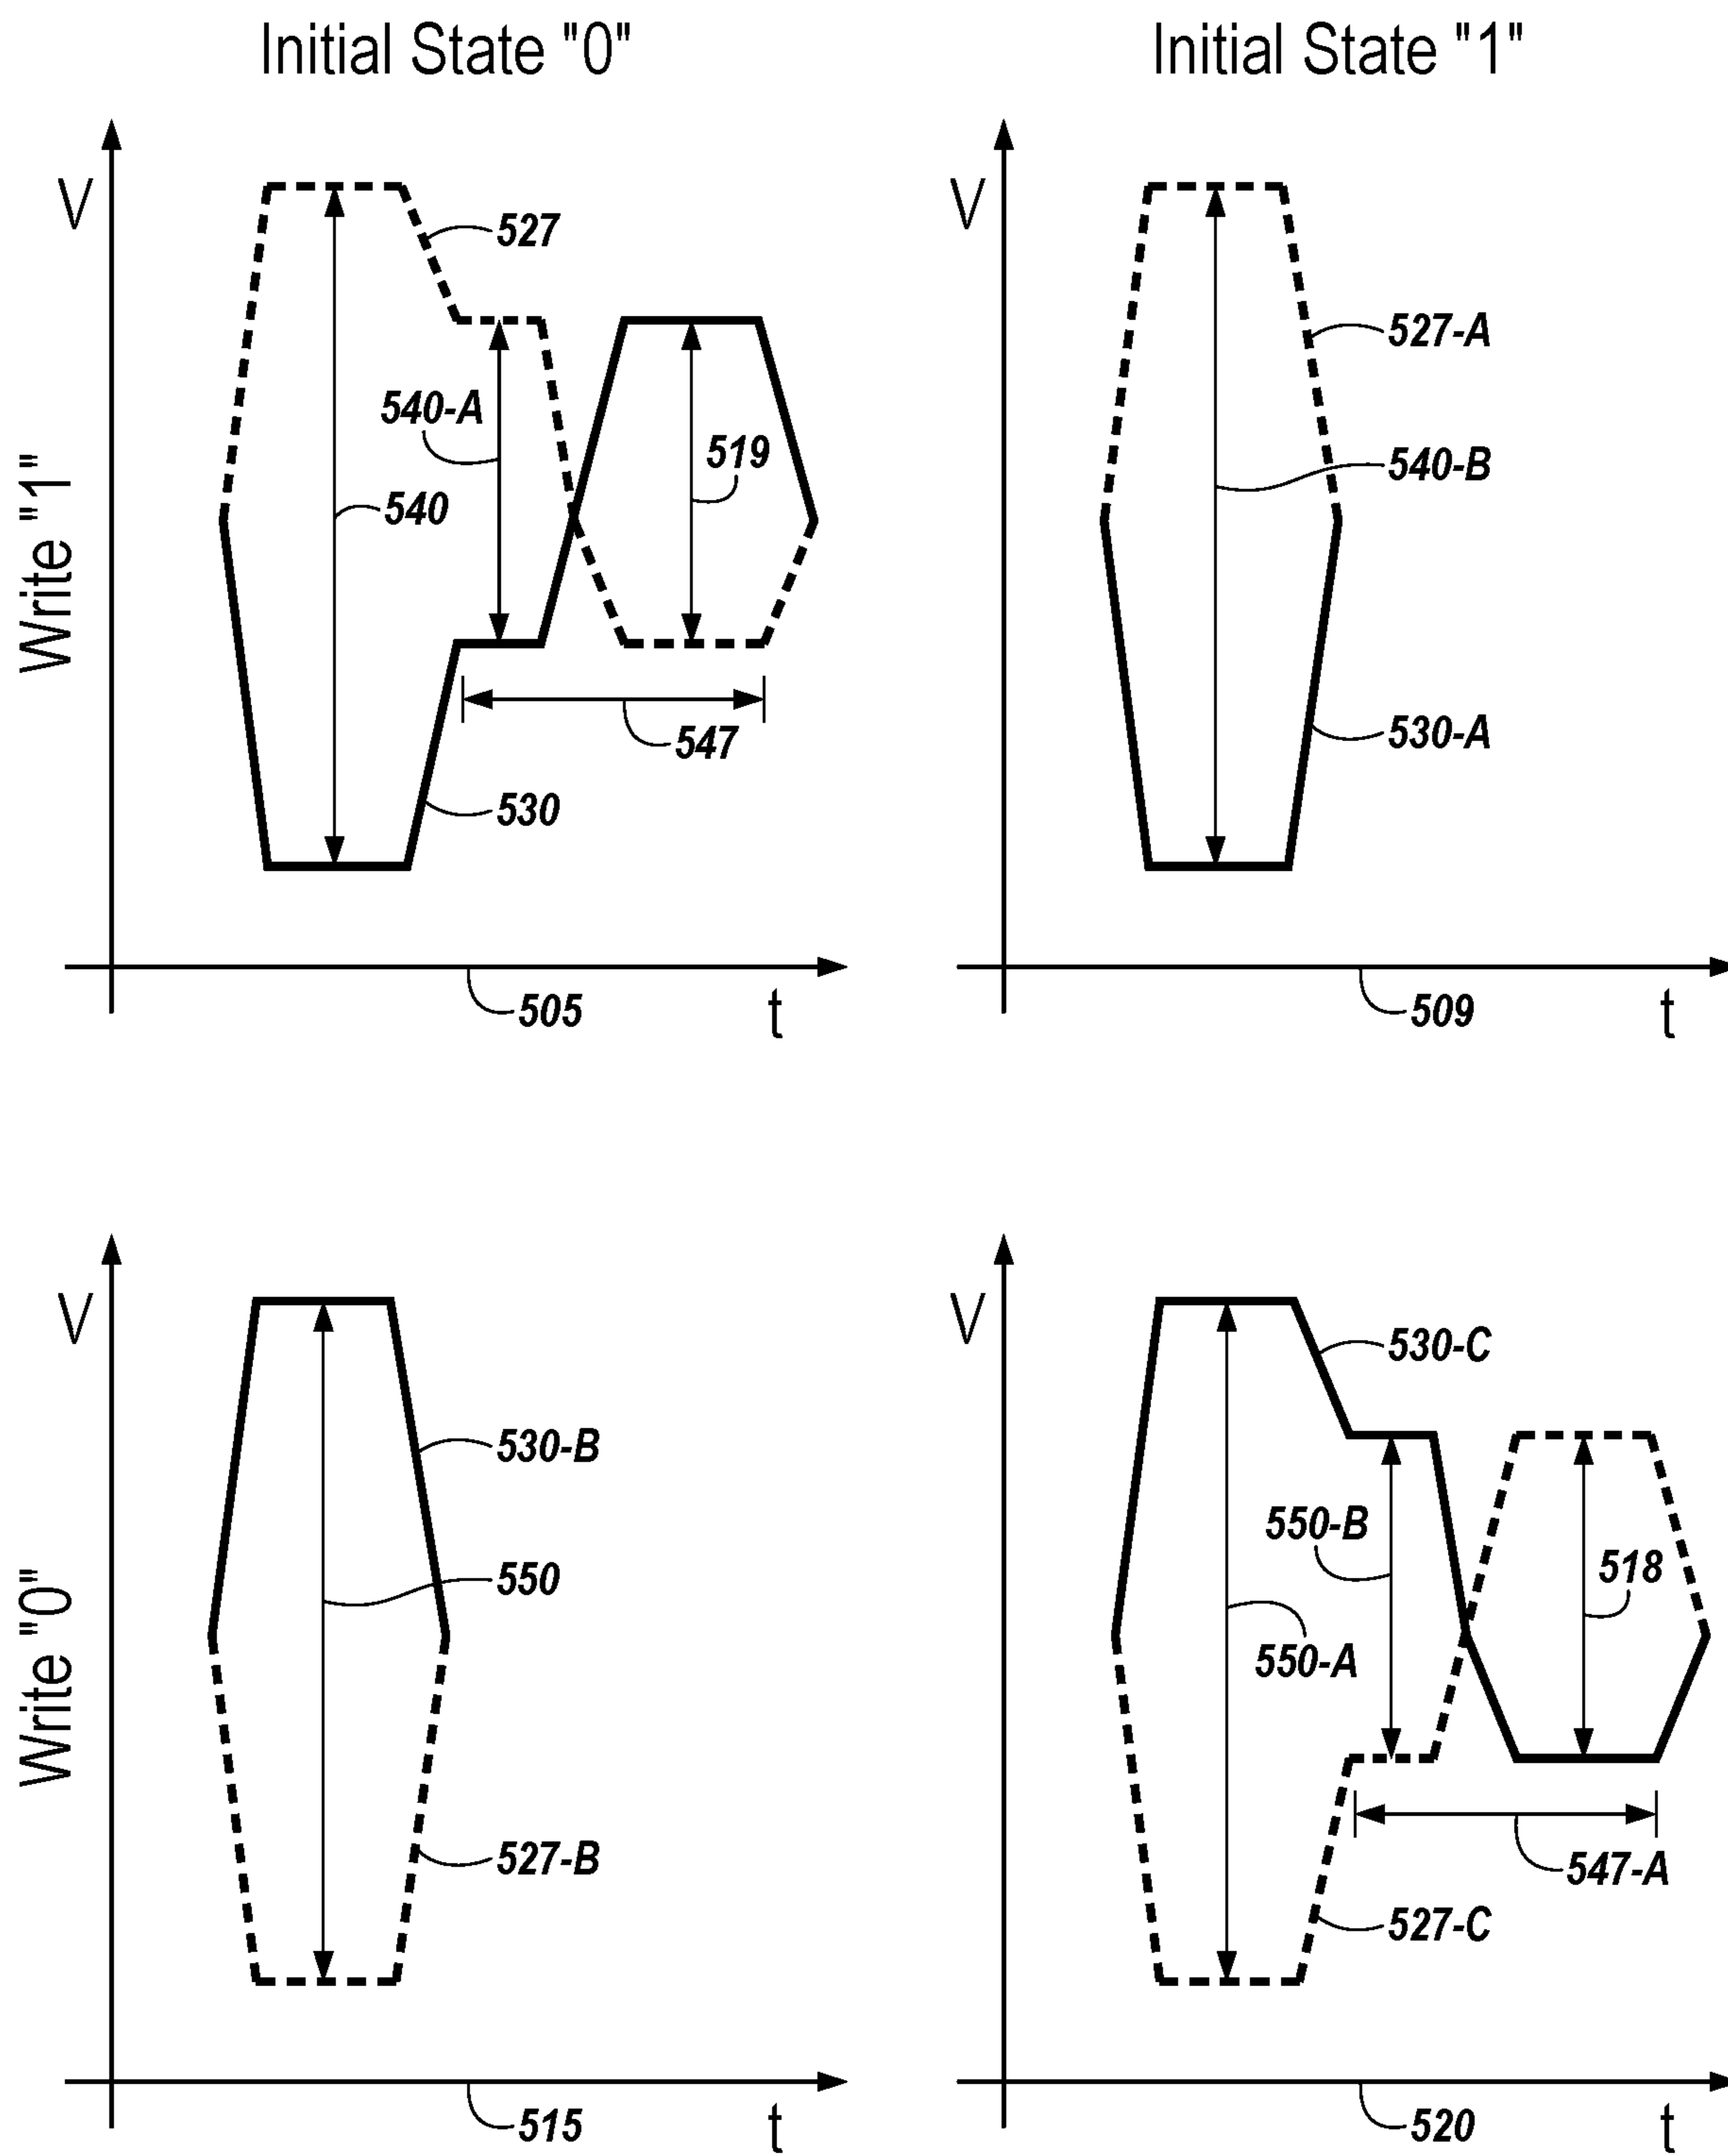 Initial State "0"
Initial State "1"
Write "1"
V
527
540-A
540
519
547
530
505
t
V
527-A
540-B
530-A
509
t
Write "0"
V
530-B
550
527-B
515
t
V
530-C
550-B
518
550-A
547-A
527-C
520
t